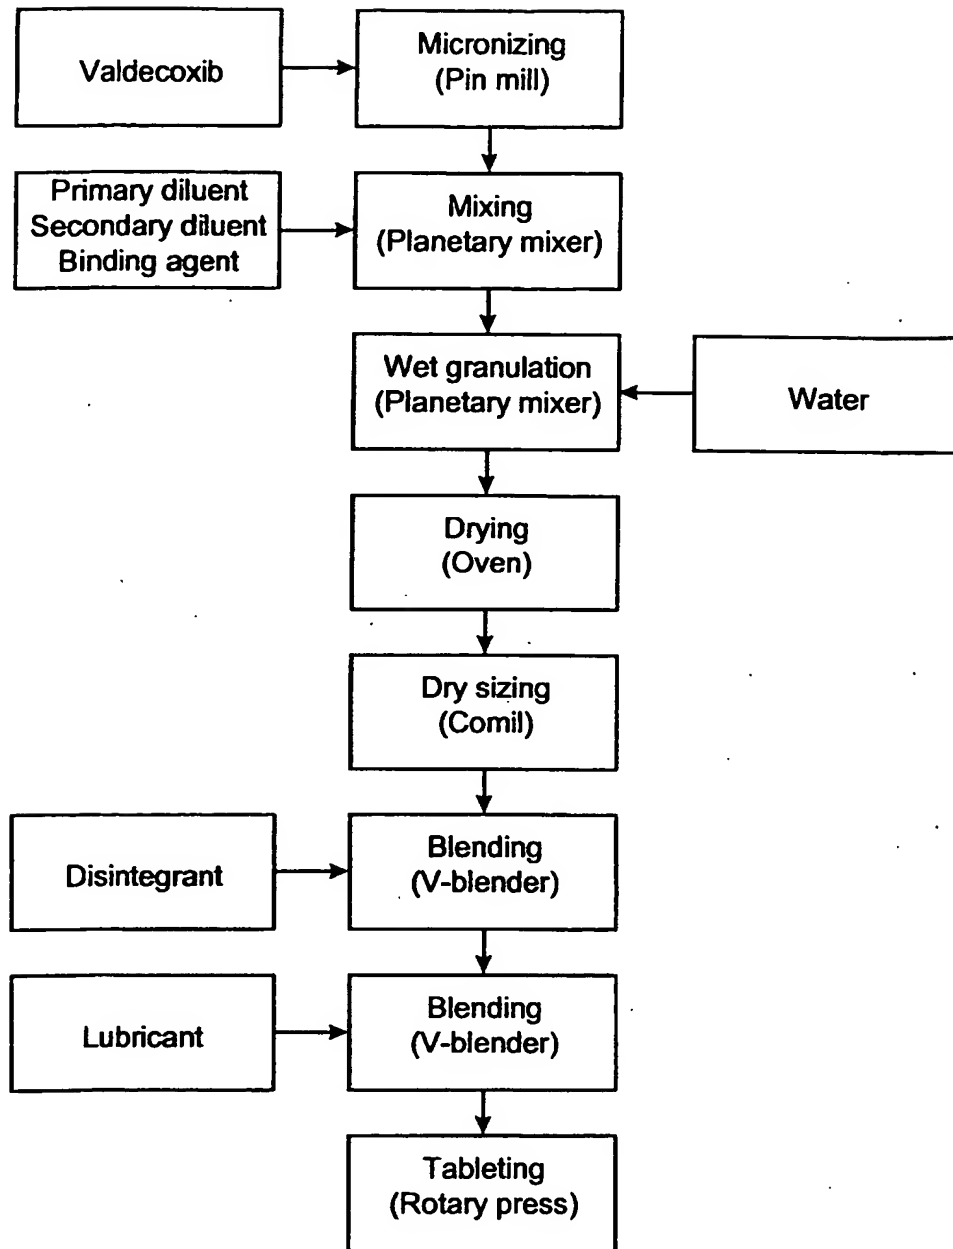 Valdecoxib
Micronizing
(Pin mill)
Primary diluent
Secondary diluent
Binding agent
Mixing
(Planetary mixer)
Wet granulation
(Planetary mixer)
Water
Drying
(Oven)
Dry sizing
(Comil)
Disintegrant
Blending
(V-blender)
Lubricant
Blending
(V-blender)
Tableting
(Rotary press)